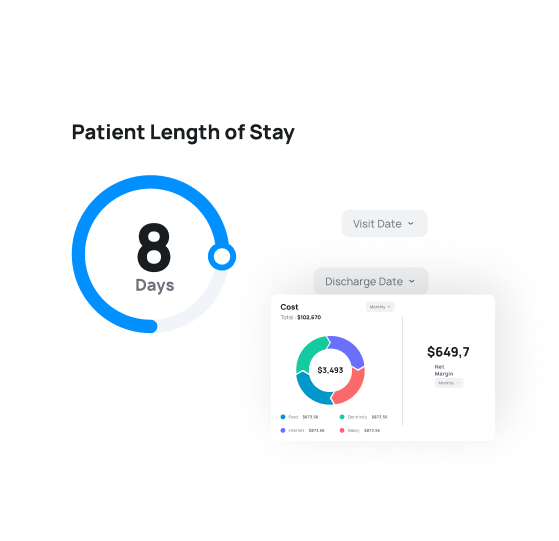 Patient Length of Stay
8
Days
Visit Date
Discharge Date
Cost
Monthly
Total : $102,670
$3,493
$649,7
Net
Margin
Monthly
Food $873.56 Electricity $873.56
Internet $873.56 Salary $873.56